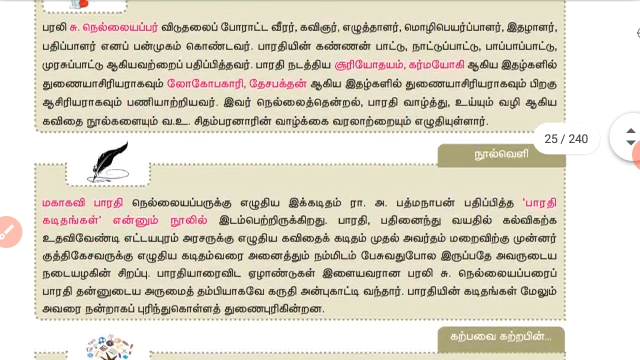 பரலி சு. நெல்லையப்பர் விடுதலைப் போராட்ட வீரர், கவிஞர், எழுத்தாளர், மொழிபெயர்ப்பாளர், இதழாளர்,
பதிப்பாளர் எனப் பன்முகம் கொண்டவர். பாரதியின் கண்ணன் பாட்டு, நாட்டுப்பாட்டு, பாப்பாப்பாட்டு,
முரசுப்பாட்டு ஆகியவற்றைப் பதிப்பித்தவர். பாரதி நடத்திய சூரியோதயம், கர்மயோகி ஆகிய இதழ்களில்
துணையாசிரியராகவும் லோகோபகாரி, தேசபக்தன் ஆகிய இதழ்களில் துணையாசிரியராகவும் பிறகு
ஆசிரியராகவும் பணியாற்றியவர். இவர் நெல்லைத்தென்றல், பாரதி வாழ்த்து, உய்யும் வழி ஆகிய
கவிதை நூல்களையும் வ.உ. சிதம்பரனாரின் வாழ்க்கை வரலாற்றையும் எழுதியுள்ளார்.
25 / 240
நூல்வெளி
மகாகவி பாரதி நெல்லையப்பருக்கு எழுதிய இக்கடிதம் ரா. அ. பத்மநாபன் பதிப்பித்த ‘பாரதி
கடிதங்கள்’ என்னும் நூலில் இடம்பெற்றிருக்கிறது. பாரதி, பதினைந்து வயதில் கல்விகற்க
உதவிவேண்டி எட்டயபுரம் அரசருக்கு எழுதிய கவிதைக் கடிதம் முதல் அவர்தம் மறைவிற்கு முன்னர்
குத்திகேசவருக்கு எழுதிய கடிதம்வரை அனைத்தும் நம்மிடம் பேசுவதுபோல இருப்பதே அவருடைய
நடையழகின் சிறப்பு. பாரதியாரைவிட ஏழாண்டுகள் இளையவரான பரலி சு. நெல்லையப்பரைப்
பாரதி தன்னுடைய அருமைத் தம்பியாகவே கருதி அன்புகாட்டி வந்தார். பாரதியின் கடிதங்கள் மேலும்
அவரை நன்றாகப் புரிந்துகொள்ளத் துணைபுரிகின்றன.
கற்பவை கற்றபின்...